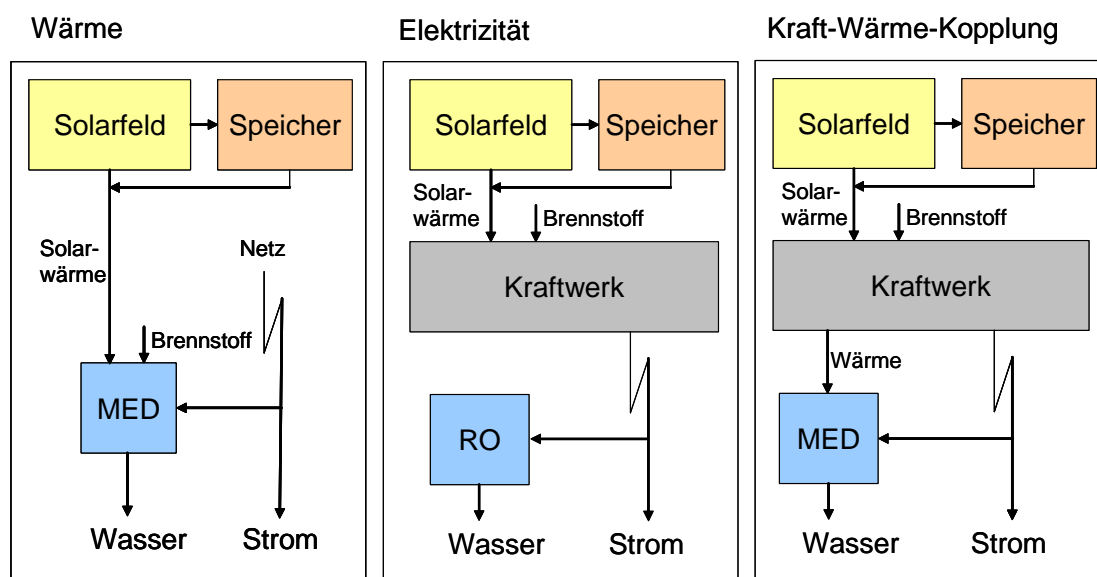 Wärme
Solarfeld
Speicher
Solar-
wärme
Netz
Brennstoff
MED
Wasser
Strom
Elektrizität
Solarfeld
Speicher
Solar-
wärme
Brennstoff
Kraftwerk
RO
Wasser
Strom
Kraft-Wärme-Kopplung
Solarfeld
Speicher
Solar-
wärme
Brennstoff
Kraftwerk
Wärme
MED
Wasser
Strom